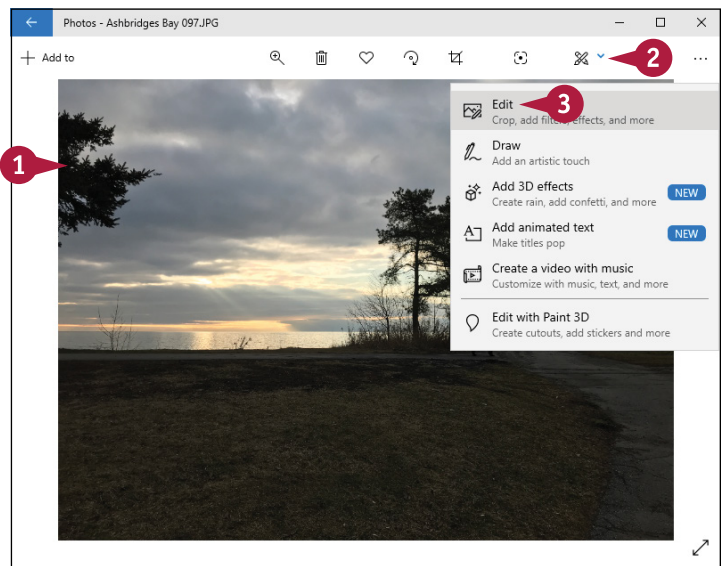 Photos - Ashbridges Bay 097.JPG
Add to
2
Edit
3
Crop, add filters, effects, and more
1
Draw
Add an artistic touch
Add 3D effects
NEW
Create rain, add confetti, and more
Add animated text
NEW
Make titles pop
Create a video with music
Customize with music, text, and more
Edit with Paint 3D
Create cutouts, add stickers and more